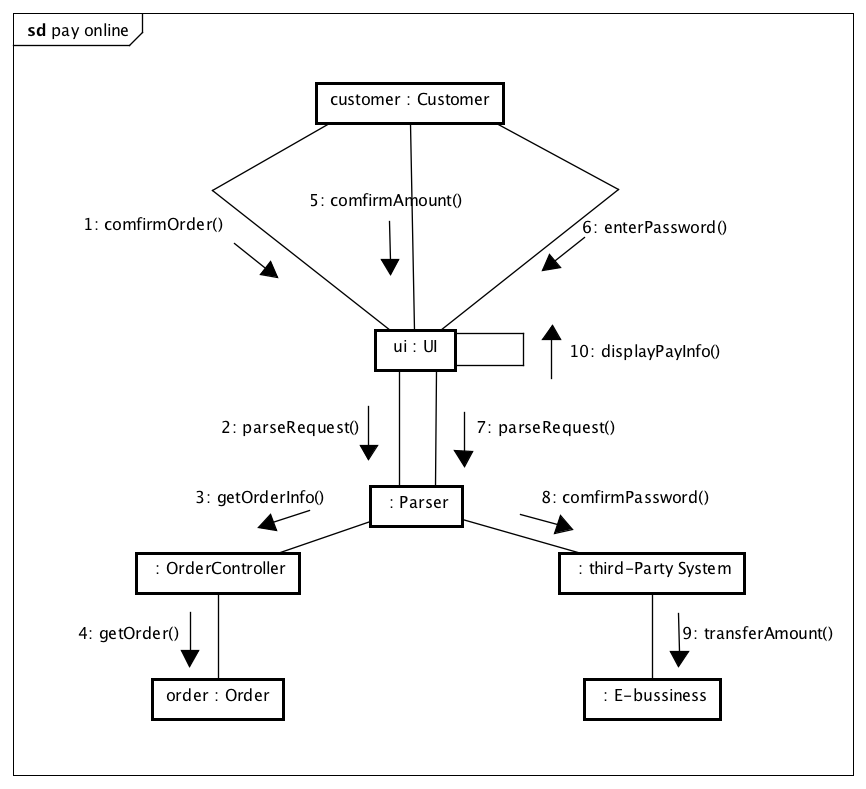 sd pay online
customer : Customer
5: comfirmAmount()
1: comfirmOrder()
6: enterPassword()
ui : UI
10: displayPayInfo()
2: parseRequest()
7: parseRequest()
3: getOrderInfo()
: Parser
8: comfirmPassword()
: OrderController
: third-Party System
4: getOrder()
9: transferAmount()
order : Order
: E-bussiness